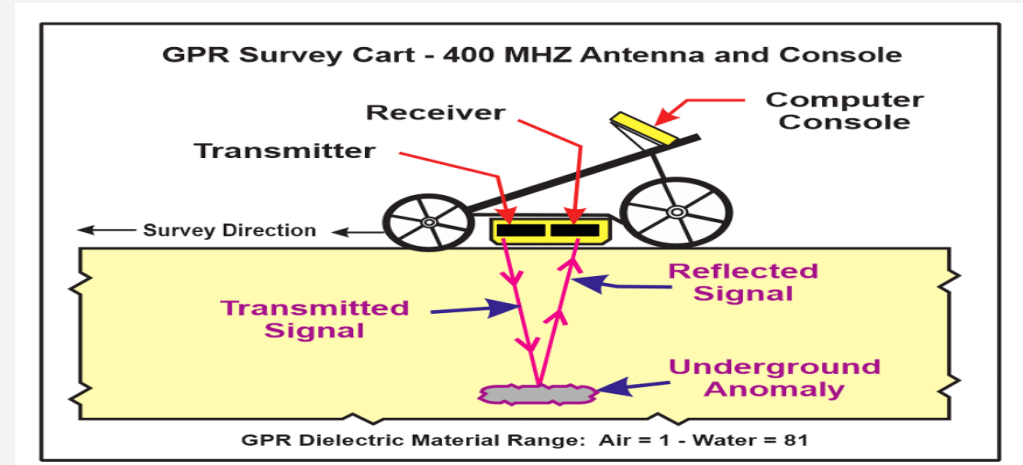 GPR Survey Cart - 400 MHZ Antenna and Console
Computer
Console
Receiver
Transmitter
Survey Direction
Reflected
Signal
Transmitted
Signal
Underground
Anomaly
GPR Dielectric Material Range: Air = 1 - Water = 81